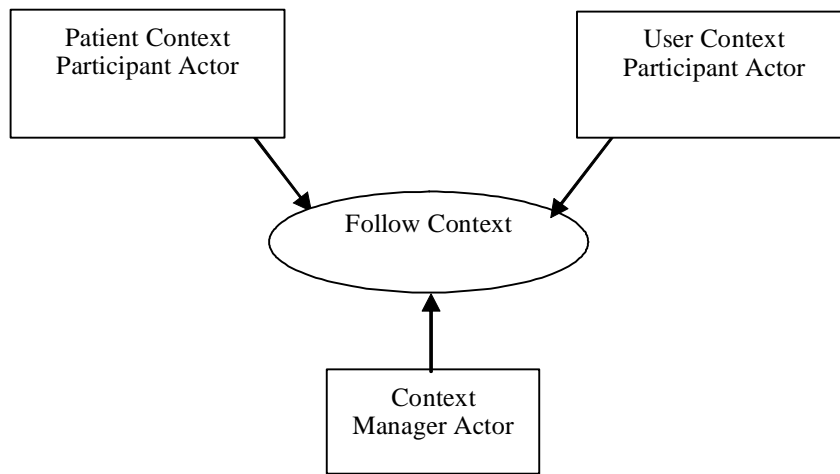 Patient Context
Participant Actor
User Context
Participant Actor
Follow Context
Context
Manager Actor